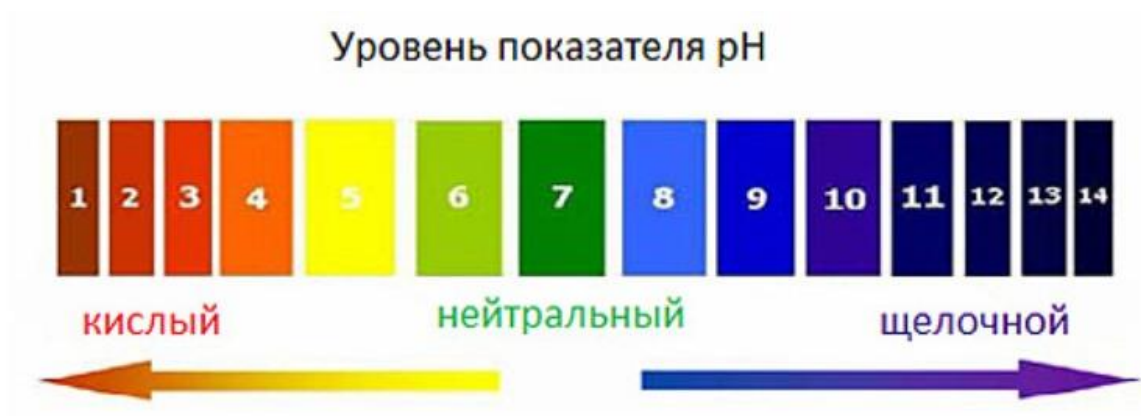 Уровень показателя pH
1 2 3 4 5 6 7 8 9 10 11 12 13 14
кислый нейтральный щелочной